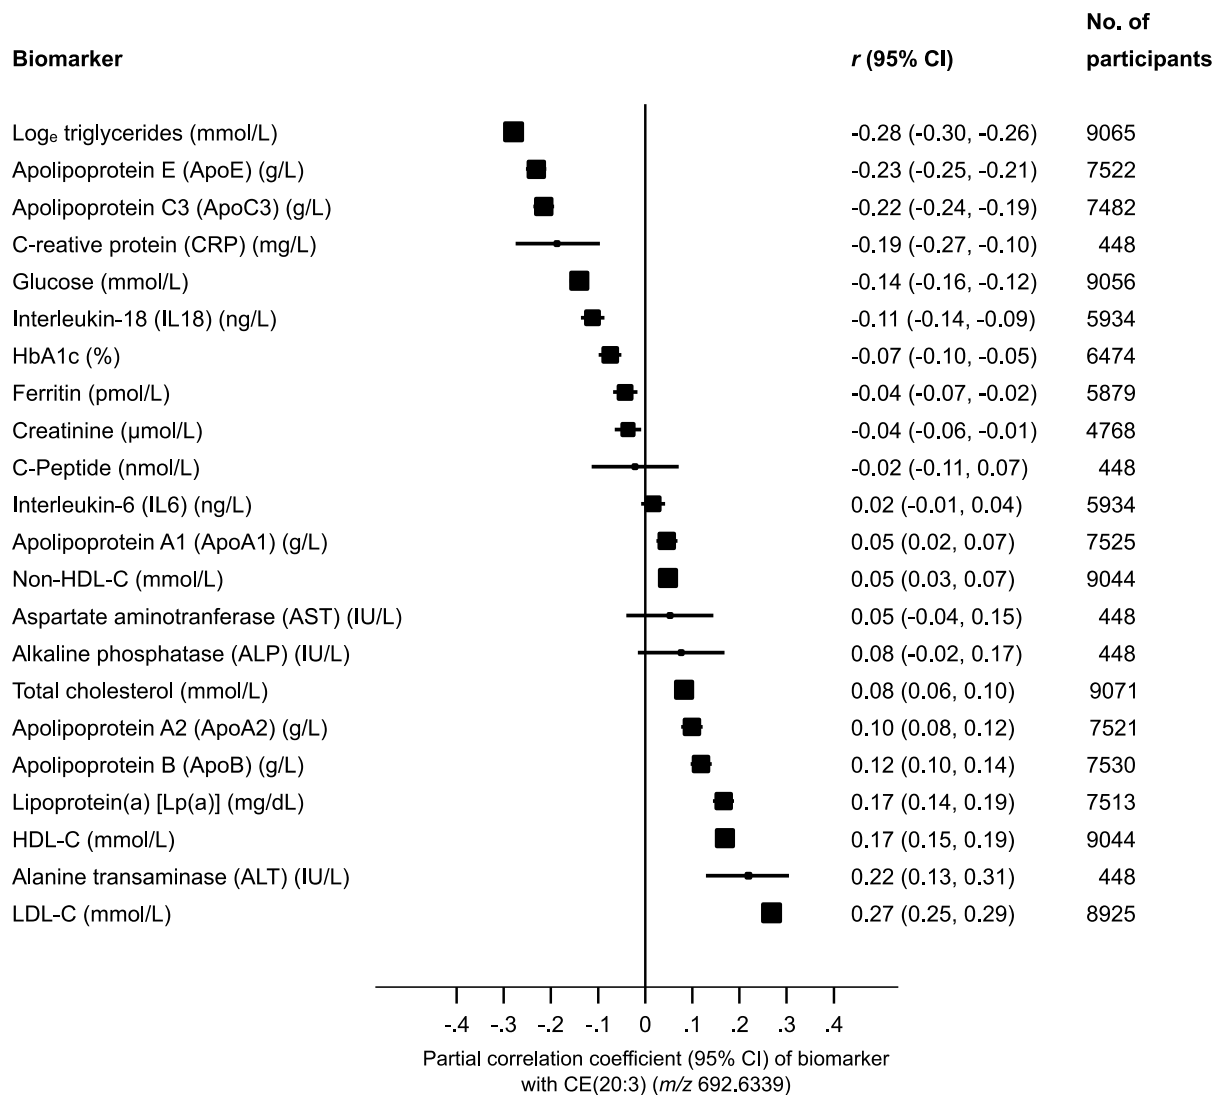 No. of
Biomarker r (95% CI) participants
Logₑ triglycerides (mmol/L) -0.28 (-0.30, -0.26) 9065
Apolipoprotein E (ApoE) (g/L) -0.23 (-0.25, -0.21) 7522
Apolipoprotein C3 (ApoC3) (g/L) -0.22 (-0.24, -0.19) 7482
C-reative protein (CRP) (mg/L) -0.19 (-0.27, -0.10) 448
Glucose (mmol/L) -0.14 (-0.16, -0.12) 9056
Interleukin-18 (IL18) (ng/L) -0.11 (-0.14, -0.09) 5934
HbA1c (%) -0.07 (-0.10, -0.05) 6474
Ferritin (pmol/L) -0.04 (-0.07, -0.02) 5879
Creatinine (μmol/L) -0.04 (-0.06, -0.01) 4768
C-Peptide (nmol/L) -0.02 (-0.11, 0.07) 448
Interleukin-6 (IL6) (ng/L) 0.02 (-0.01, 0.04) 5934
Apolipoprotein A1 (ApoA1) (g/L) 0.05 (0.02, 0.07) 7525
Non-HDL-C (mmol/L) 0.05 (0.03, 0.07) 9044
Aspartate aminotranferase (AST) (IU/L) 0.05 (-0.04, 0.15) 448
Alkaline phosphatase (ALP) (IU/L) 0.08 (-0.02, 0.17) 448
Total cholesterol (mmol/L) 0.08 (0.06, 0.10) 9071
Apolipoprotein A2 (ApoA2) (g/L) 0.10 (0.08, 0.12) 7521
Apolipoprotein B (ApoB) (g/L) 0.12 (0.10, 0.14) 7530
Lipoprotein(a) [Lp(a)] (mg/dL) 0.17 (0.14, 0.19) 7513
HDL-C (mmol/L) 0.17 (0.15, 0.19) 9044
Alanine transaminase (ALT) (IU/L) 0.22 (0.13, 0.31) 448
LDL-C (mmol/L) 0.27 (0.25, 0.29) 8925
-.4 -.3 -.2 -.1 0 .1 .2 .3 .4
Partial correlation coefficient (95% CI) of biomarker
with CE(20:3) (m/z 692.6339)